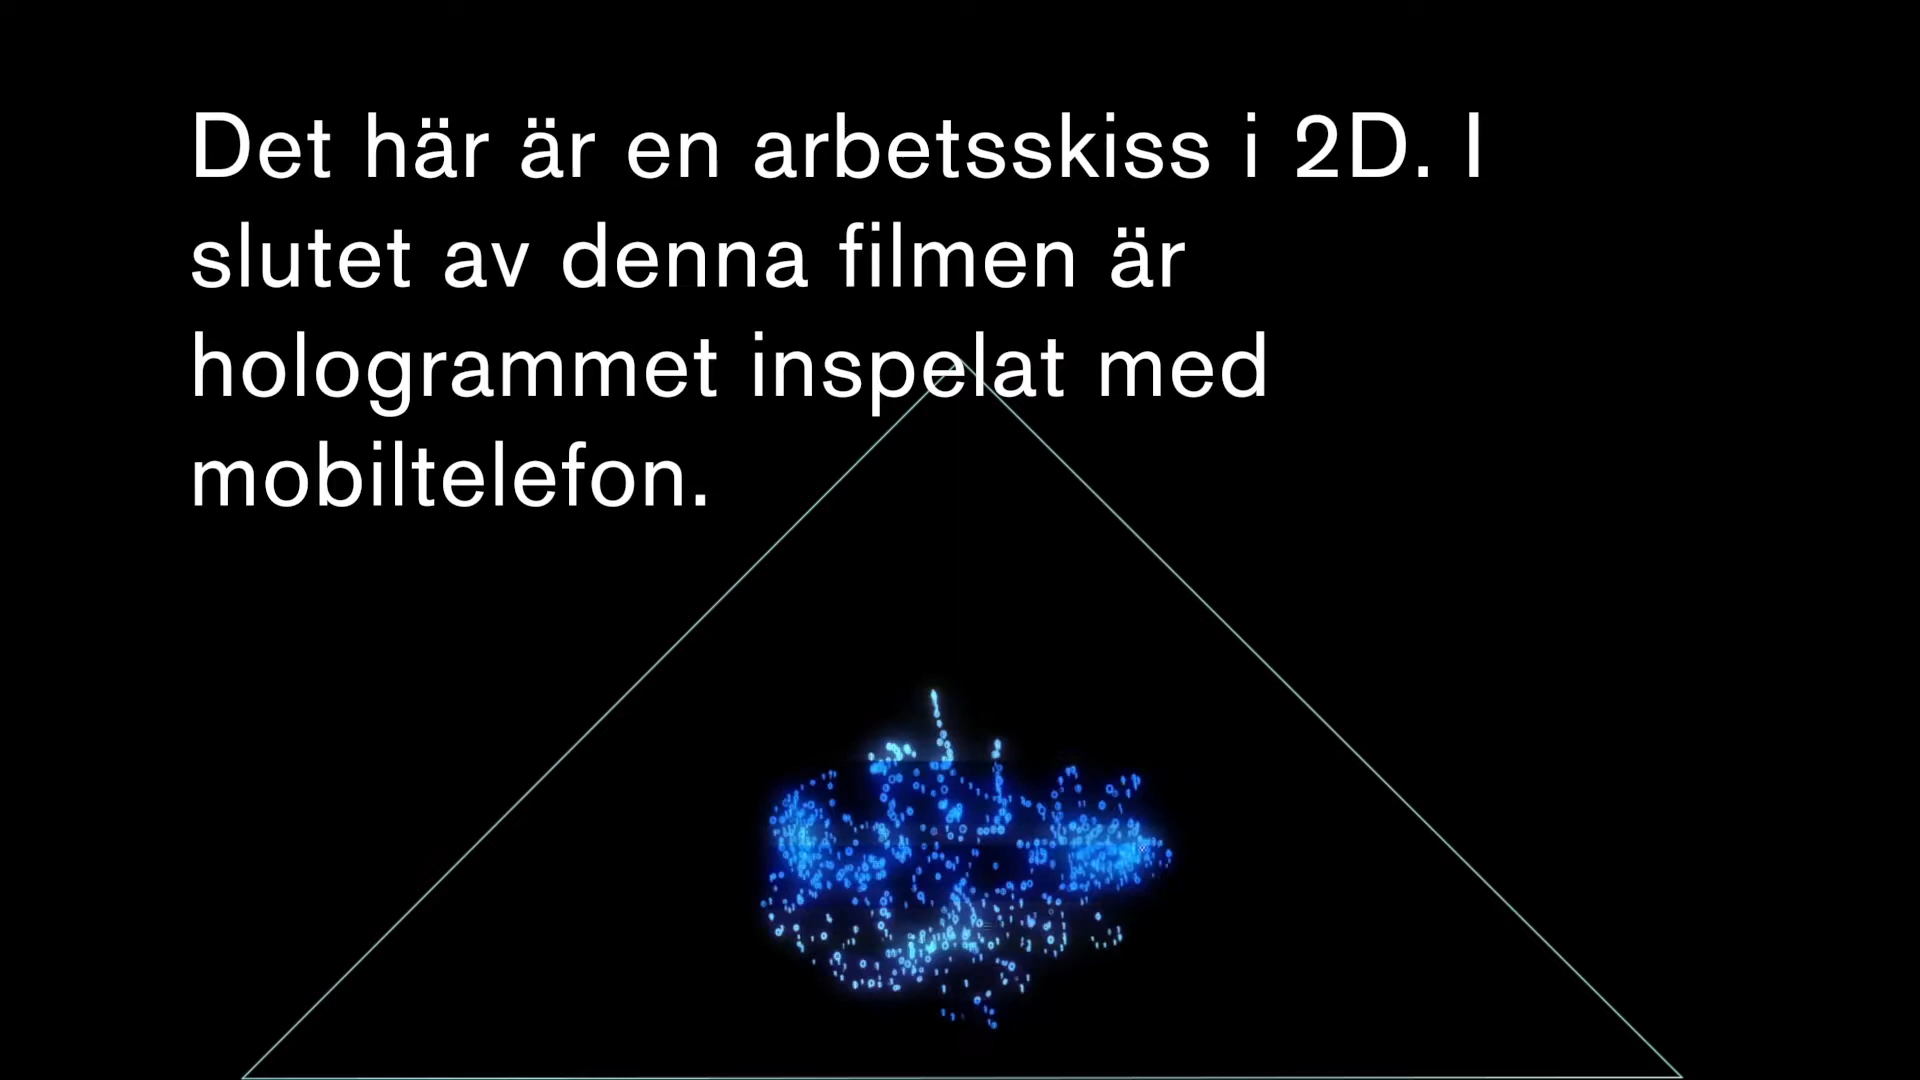 Det här är en arbetsskiss i 2D. I
slutet av denna filmen är
hologrammet inspelat med
mobiltelefon.